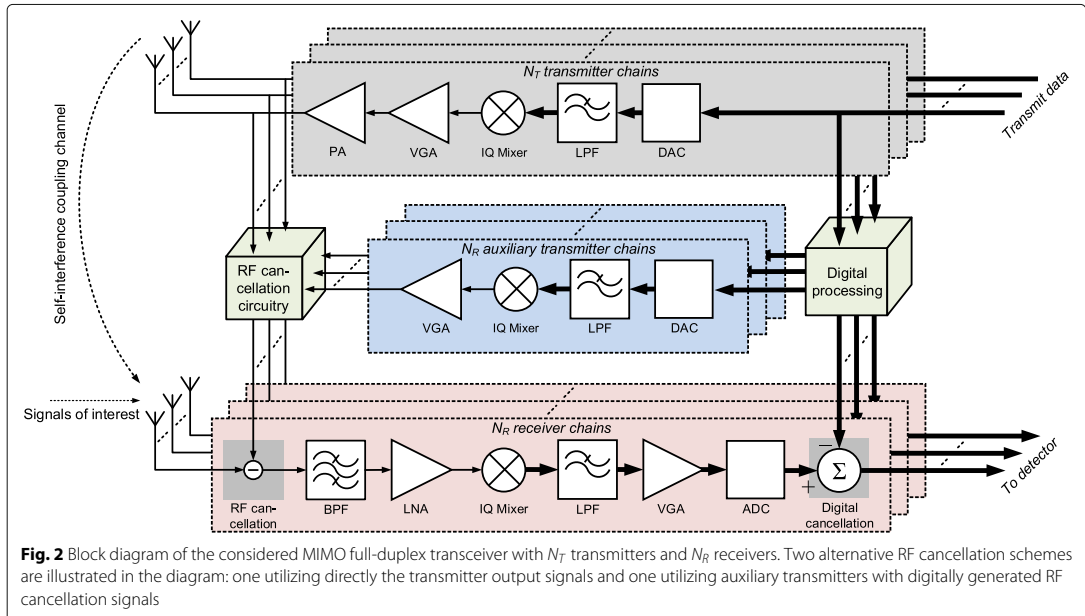 N_T transmitter chains
Transmit data
PA
VGA
IQ Mixer
LPF
DAC
Self-interference coupling channel
N_R auxiliary transmitter chains
RF can-
cellation
circuitry
Digital
processing
VGA
IQ Mixer
LPF
DAC
Signals of interest
N_R receiver chains
−
−
Σ
+
To detector
RF can-
cellation
BPF
LNA
IQ Mixer
LPF
VGA
ADC
Digital
cancellation
Fig. 2 Block diagram of the considered MIMO full-duplex transceiver with N_T transmitters and N_R receivers. Two alternative RF cancellation schemes
are illustrated in the diagram: one utilizing directly the transmitter output signals and one utilizing auxiliary transmitters with digitally generated RF
cancellation signals